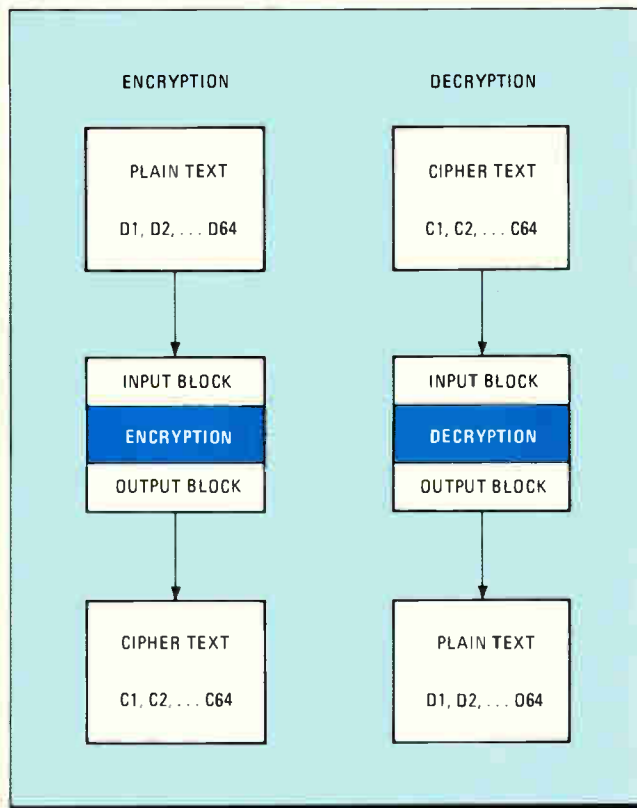 ENCRYPTION
PLAIN TEXT
D1, D2, ... D64
INPUT BLOCK
ENCRYPTION
OUTPUT BLOCK
CIPHER TEXT
C1, C2, ... C64
DECRYPTION
CIPHER TEXT
C1, C2, ... C64
INPUT BLOCK
DECRYPTION
OUTPUT BLOCK
PLAIN TEXT
D1, D2, ... D64